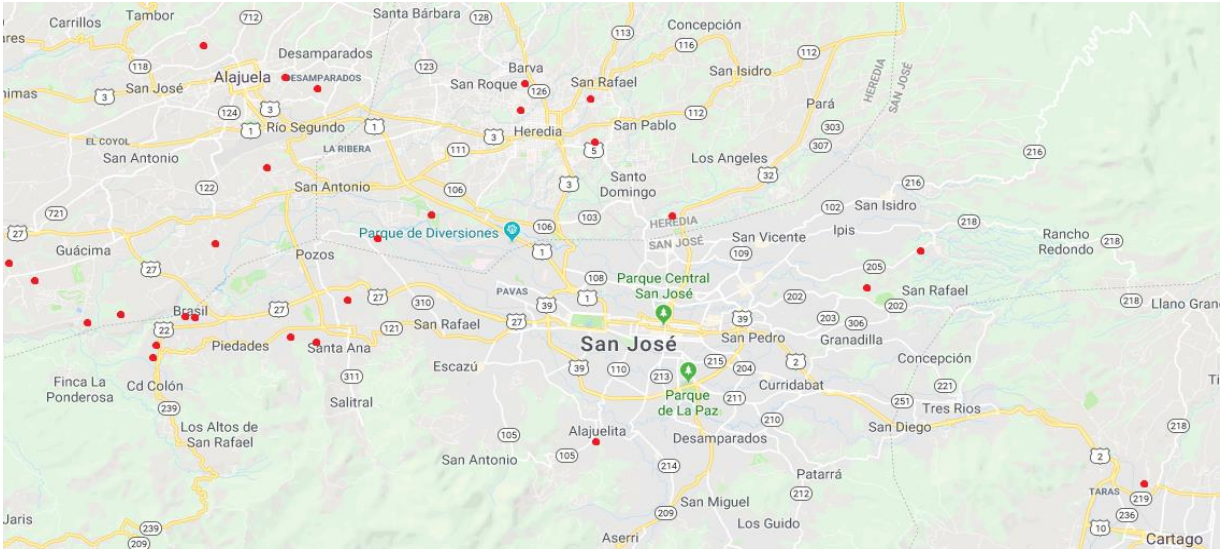 Carrillos
Tambor
712
Santa Bárbara
128
Concepción
113
116
112
ares
Desamparados
118
Alajuela
DESAMPARADOS
123
Barva
San Roque
126
San Rafael
San Isidro
HEREDIA
SAN JOSÉ
nimas
3
San José
3
124
1
Río Segundo
1
3
Heredia
San Pablo
112
Pará
303
307
EL COYOL
San Antonio
LA RIBERA
111
5
Los Angeles
216
122
San Antonio
106
3
Santo
Domingo
32
216
721
27
103
HEREDIA
SAN JOSÉ
102
San Isidro
Ipis
218
Guácima
Parque de Diversiones
106
1
San Vicente
109
Rancho
Redondo
218
27
Pozos
108
Parque Central
San José
205
San Rafael
PAVAS
1
202
202
218
Llano Grand
Brasil
27
310
39
22
121
San Rafael
27
39
203
306
Piedades
Santa Ana
San José
San Pedro
Granadilla
Finca La
Ponderosa
Cd Colón
311
Escazú
39
110
213
215
204
2
Concepción
Salitral
Parque
de La Paz
211
Curridabat
221
Ti
239
251
Tres Rios
Los Altos de
San Rafael
105
Alajuelita
210
San Diego
218
San Antonio
105
Desamparados
2
214
Patarrá
212
TARAS
219
Jaris
239
209
San Miguel
209
Los Guido
236
10
Aserri
Cartago